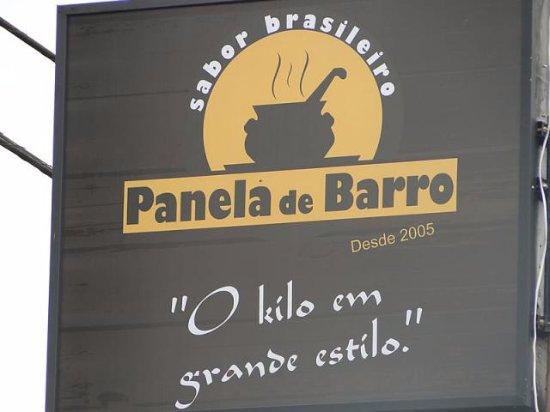 sabor brasileiro
Panela de Barro
Desde 2005
"O kilo em
grande estilo."